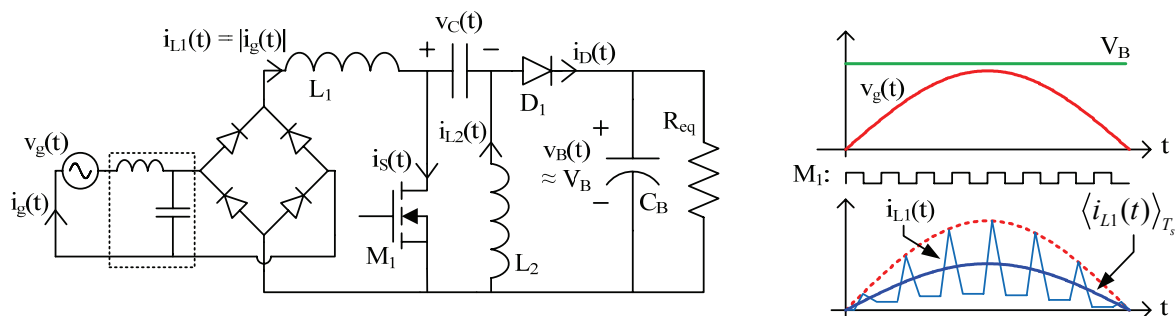 i_L1(t) = |i_g(t)|
L_1
+ v_C(t) −
i_D(t)
D_1
v_g(t)
i_g(t)
i_S(t)
M_1
i_L2(t)
L_2
+
v_B(t)
≈ V_B
−
C_B
R_eq
V_B
v_g(t)
t
M_1:
i_L1(t)
⟨i_L1(t)⟩_T_s
t